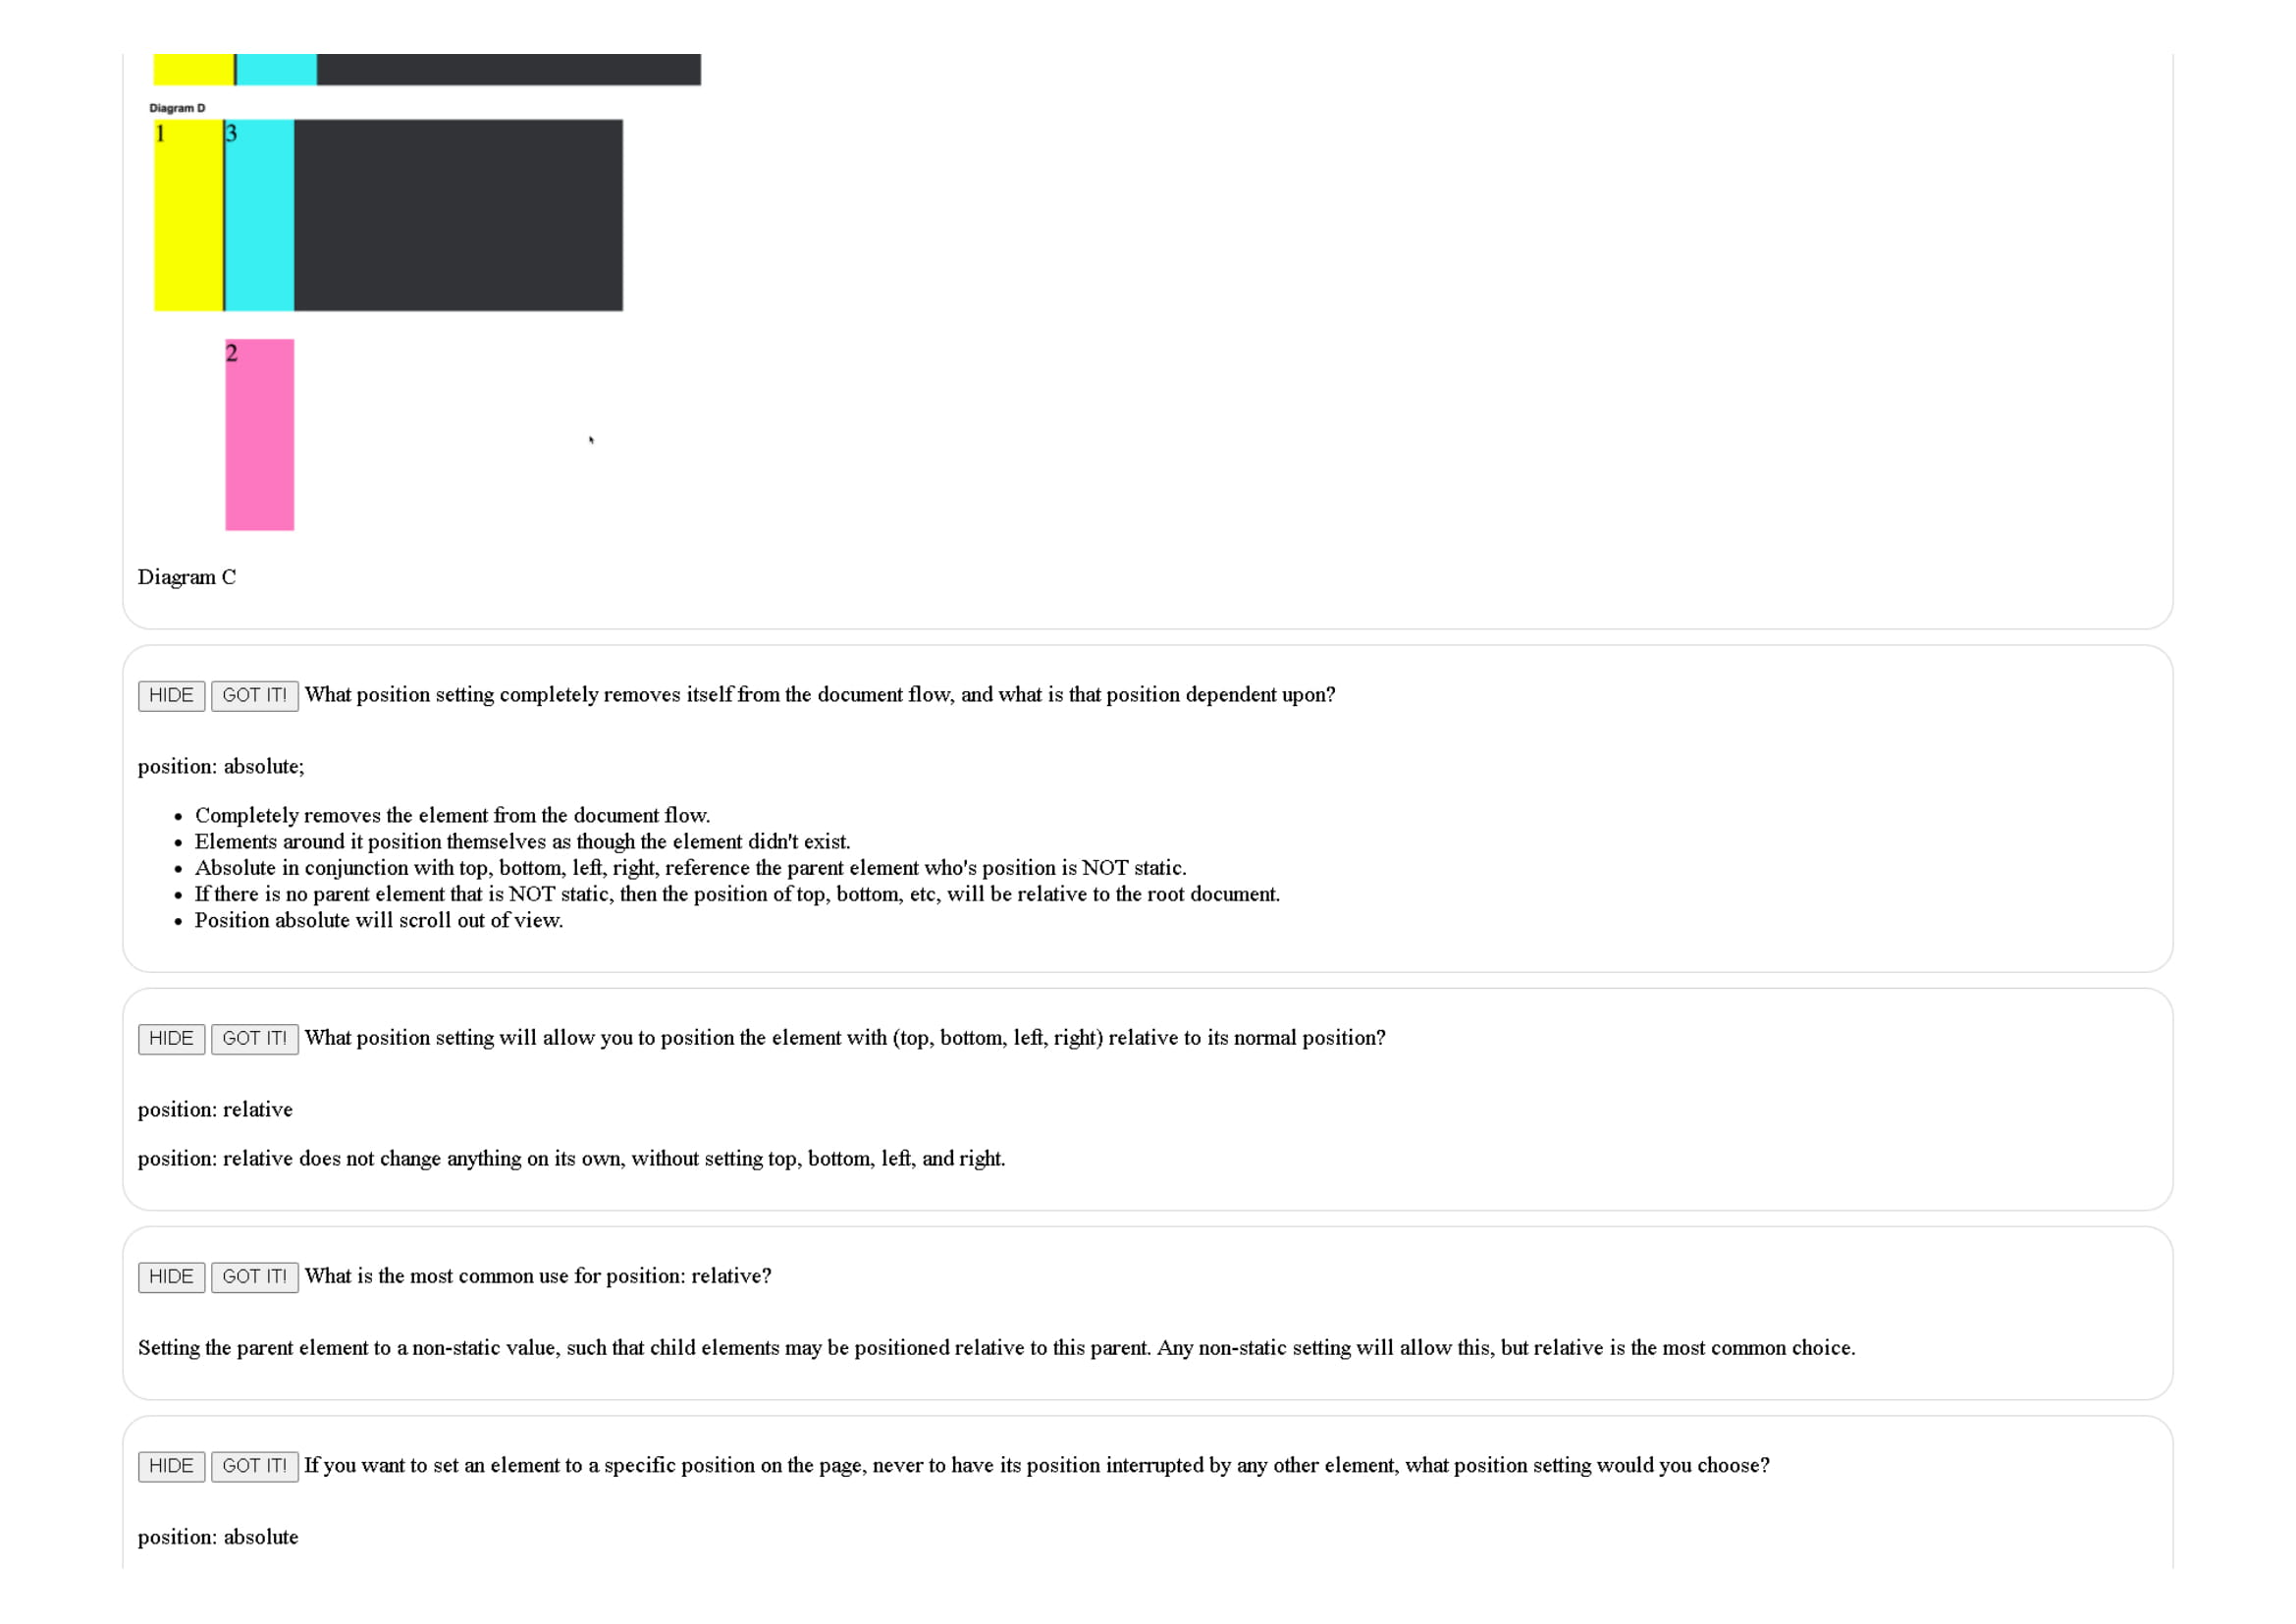 Diagram D
1 3
2
Diagram C
HIDE GOT IT! What position setting completely removes itself from the document flow, and what is that position dependent upon?
position: absolute;
• Completely removes the element from the document flow.
• Elements around it position themselves as though the element didn't exist.
• Absolute in conjunction with top, bottom, left, right, reference the parent element who's position is NOT static.
• If there is no parent element that is NOT static, then the position of top, bottom, etc, will be relative to the root document.
• Position absolute will scroll out of view.
HIDE GOT IT! What position setting will allow you to position the element with (top, bottom, left, right) relative to its normal position?
position: relative
position: relative does not change anything on its own, without setting top, bottom, left, and right.
HIDE GOT IT! What is the most common use for position: relative?
Setting the parent element to a non-static value, such that child elements may be positioned relative to this parent. Any non-static setting will allow this, but relative is the most common choice.
HIDE GOT IT! If you want to set an element to a specific position on the page, never to have its position interrupted by any other element, what position setting would you choose?
position: absolute